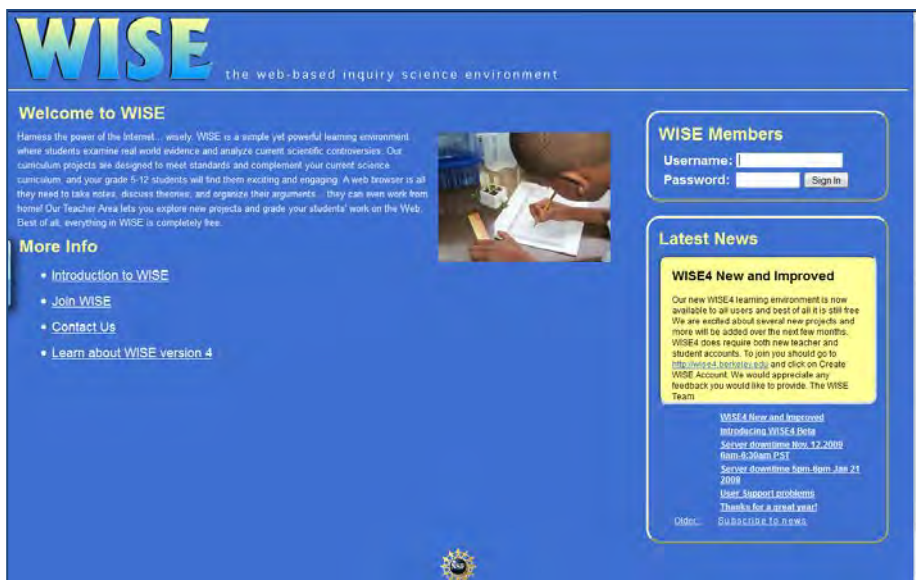 WISE
the web-based inquiry science environment
Welcome to WISE
Harness the power of the Internet... wisely. WISE is a simple yet powerful learning environment
where students examine real world evidence and analyze current scientific controversies. Our
curriculum projects are designed to meet standards and complement your current science
curriculum, and your grade 5-12 students will find them exciting and engaging. A web browser is all
they need to take notes, discuss theories, and organize their arguments... they can even work from
home! Our Teacher Area lets you explore new projects and grade your students' work on the Web.
Best of all, everything in WISE is completely free.
More Info
• Introduction to WISE
• Join WISE
• Contact Us
• Learn about WISE version 4
WISE Members
Username:
Password:
Sign In
Latest News
WISE4 New and Improved
Our new WISE4 learning environment is now
available to all users and best of all it is still free
We are excited about several new projects and
more will be added over the next few months.
WISE4 does require both new teacher and
student accounts. To join you should go to
http://wise4.berkeley.edu and click on Create
WISE Account. We would appreciate any
feedback you would like to provide. The WISE
Team
WISE4 New and Improved
Introducing WISE4 Beta
Server downtime Nov. 12.2009
6am-6:30am PST
Server downtime 5pm-6pm Jan 21
2009
User Support problems
Thanks for a great year!
Older... Subscribe to news
NSF